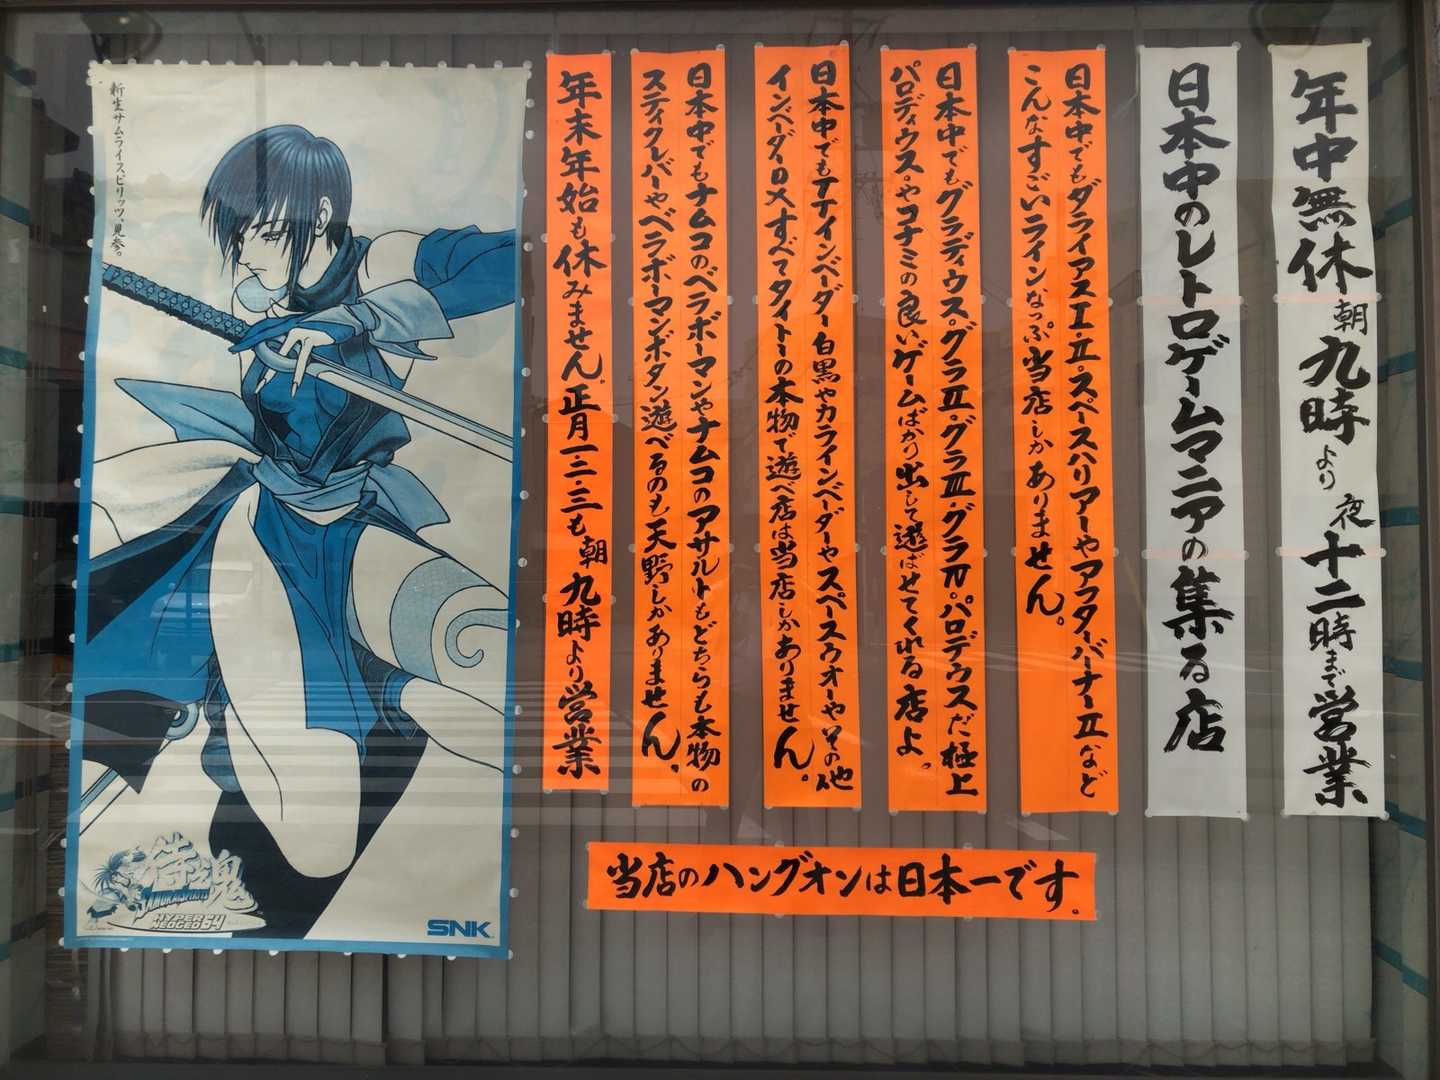 年中無休 朝九時より 夜十二時まで営業
日本中のレトロゲームマニアの集る店
日本中でもダライアスⅠ・Ⅱ・スペースハリアーやアフターバーナーⅡなど
こんなすごいラインなっぷ当店しかありません。
日本中でもグラディウス・グラⅡ・グラⅢ・グラⅣ・パロデウスだ極上
パロディウス・やコナミの良いゲームばかり出して遊ばせてくれる店よ。
日本中でもTTインベーダー白黒やカラインベーダーやスペースウオーやその他
インベーダーロメすべてタイトーの本物で遊べ店は当店しかありません。
日本中でもナムコのベラボーマンやナムコのアサルトもどちらも本物の
スティクレバーやベラボーマンボタン遊べるのも天野しかありません。
年末年始も休みません。正月一・二・三も朝九時より営業
当店のハングオンは日本一です。
新生サムライスピリッツ、見参。
侍魂
SAMURAI SPIRITS
HYPER NEOGEO 64
SNK